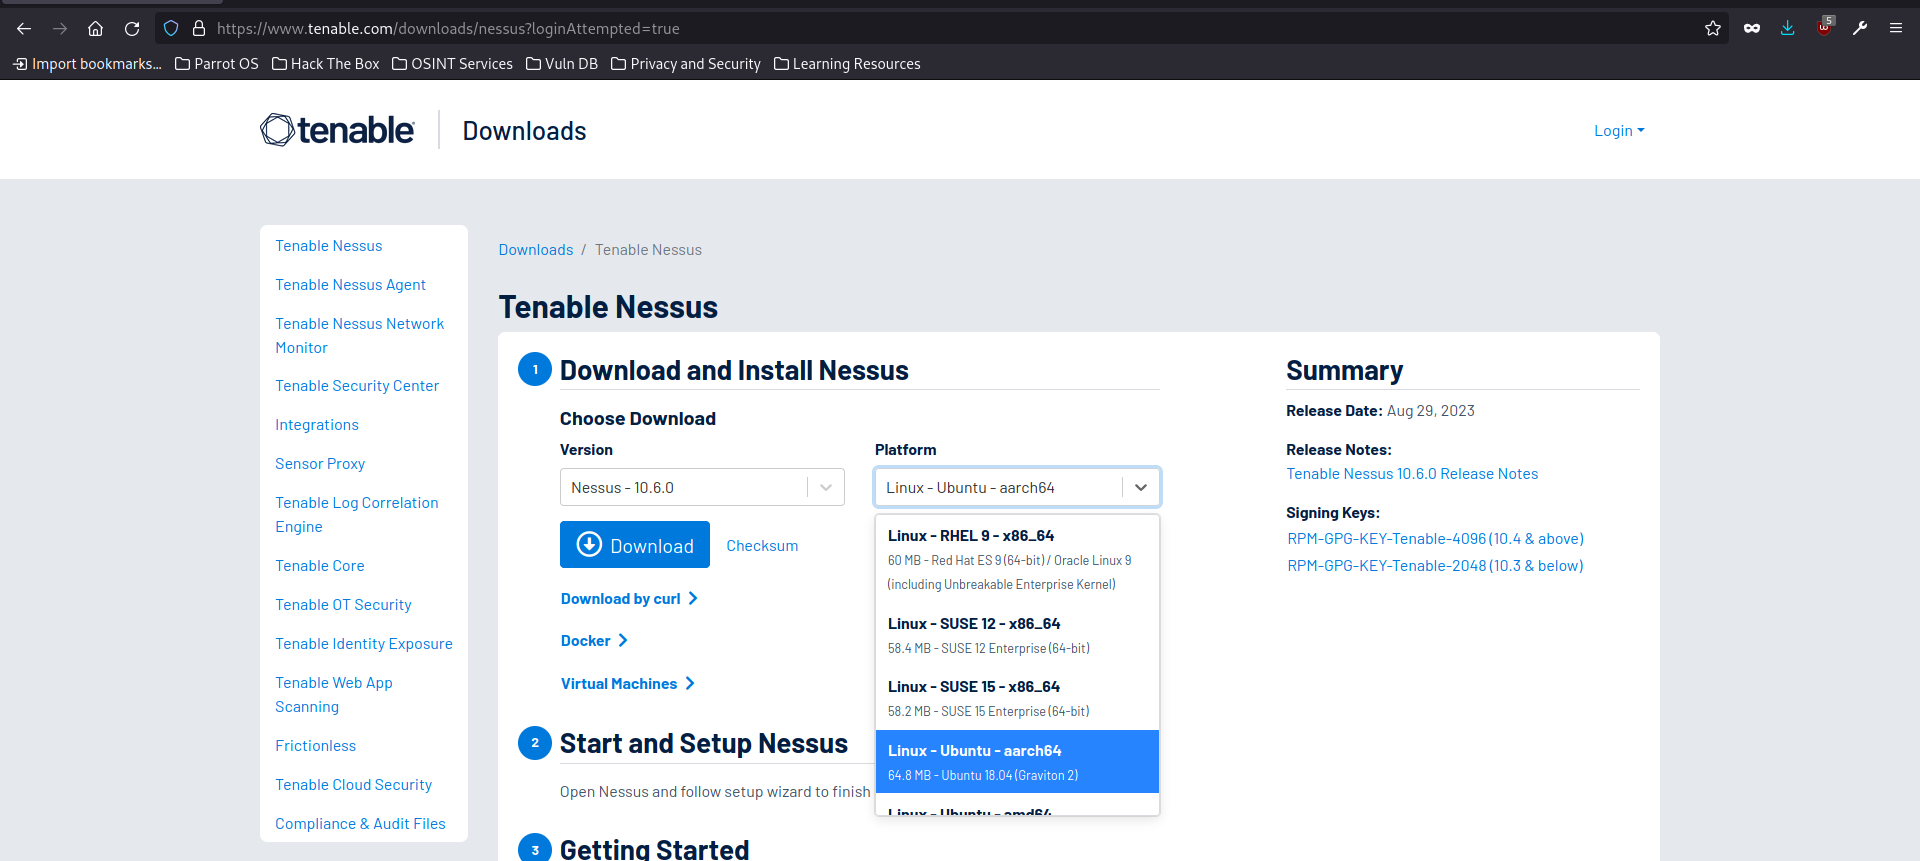 https://www.tenable.com/downloads/nessus?loginAttempted=true
5
Import bookmarks... Parrot OS Hack The Box OSINT Services Vuln DB Privacy and Security Learning Resources
tenable Downloads
Login
Tenable Nessus
Tenable Nessus Agent
Tenable Nessus Network
Monitor
Tenable Security Center
Integrations
Sensor Proxy
Tenable Log Correlation
Engine
Tenable Core
Tenable OT Security
Tenable Identity Exposure
Tenable Web App
Scanning
Frictionless
Tenable Cloud Security
Compliance & Audit Files
Downloads / Tenable Nessus
Tenable Nessus
1 Download and Install Nessus
Choose Download
Version
Nessus - 10.6.0
Platform
Linux - Ubuntu - aarch64
Download Checksum
Download by curl
Docker
Virtual Machines
Linux - RHEL 9 - x86_64
60 MB - Red Hat ES 9 (64-bit) / Oracle Linux 9
(including Unbreakable Enterprise Kernel)
Linux - SUSE 12 - x86_64
58.4 MB - SUSE 12 Enterprise (64-bit)
Linux - SUSE 15 - x86_64
58.2 MB - SUSE 15 Enterprise (64-bit)
Linux - Ubuntu - aarch64
64.8 MB - Ubuntu 18.04 (Graviton 2)
Linux - Ubuntu - amd64
2 Start and Setup Nessus
Open Nessus and follow setup wizard to finish
3 Getting Started
Summary
Release Date: Aug 29, 2023
Release Notes:
Tenable Nessus 10.6.0 Release Notes
Signing Keys:
RPM-GPG-KEY-Tenable-4096 (10.4 & above)
RPM-GPG-KEY-Tenable-2048 (10.3 & below)